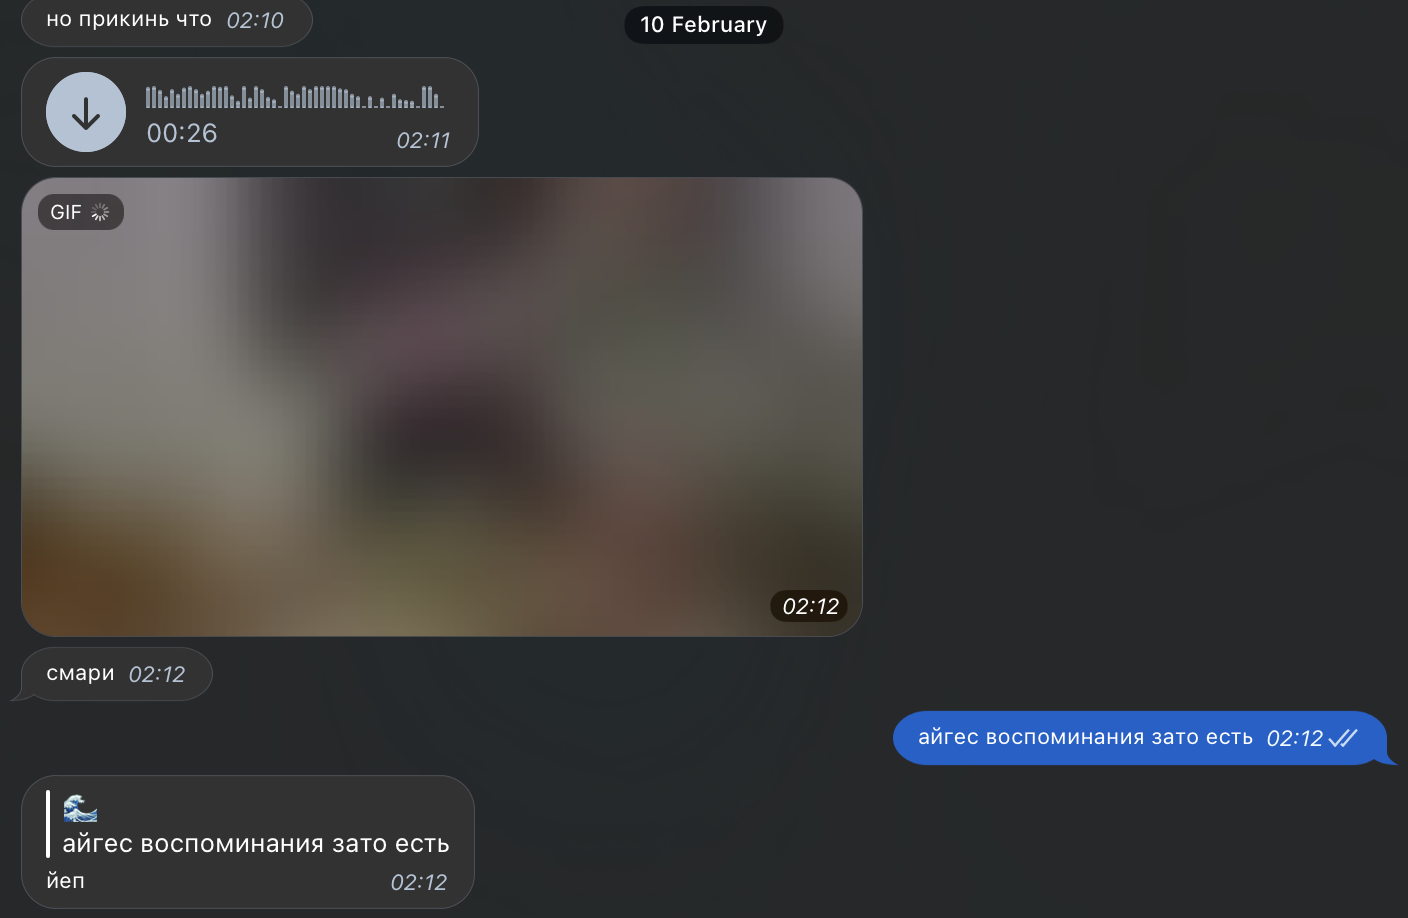 10 February
но прикинь что 02:10
00:26
02:11
GIF
02:12
смари 02:12
айгес воспоминания зато есть 02:12
🌊
айгес воспоминания зато есть
йеп 02:12